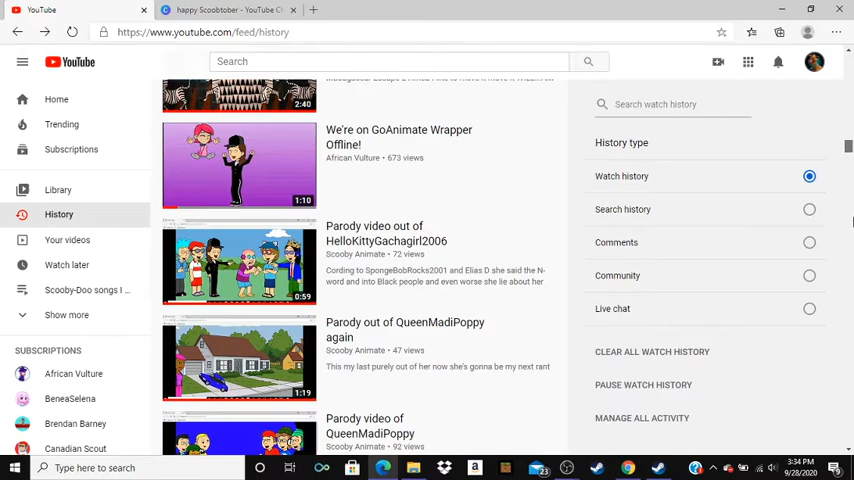 YouTube
happy Scoobtober - YouTube C
https://www.youtube.com/feed/history
YouTube
Search
Home
Trending
Subscriptions
Library
History
Your videos
Watch later
Scooby-Doo songs I ...
Show more
SUBSCRIPTIONS
African Vulture
BeneaSelena
Brendan Barney
Canadian Scout
2:40
We're on GoAnimate Wrapper
Offline!
African Vulture • 673 views
1:10
Parody video out of
HelloKittyGachagirl2006
Scooby Animate • 72 views
Cording to SpongeBobRocks2001 and Elias D she said the N-
word and into Black people and even worse she lie about her
0:59
Parody out of QueenMadiPoppy
again
Scooby Animate • 47 views
This my last purely out of her now she's gonna be my next rant
1:19
Parody video of
QueenMadiPoppy
Scooby Animate • 92 views
Search watch history
History type
Watch history
Search history
Comments
Community
Live chat
CLEAR ALL WATCH HISTORY
PAUSE WATCH HISTORY
MANAGE ALL ACTIVITY
Type here to search
23
3:34 PM
9/28/2020